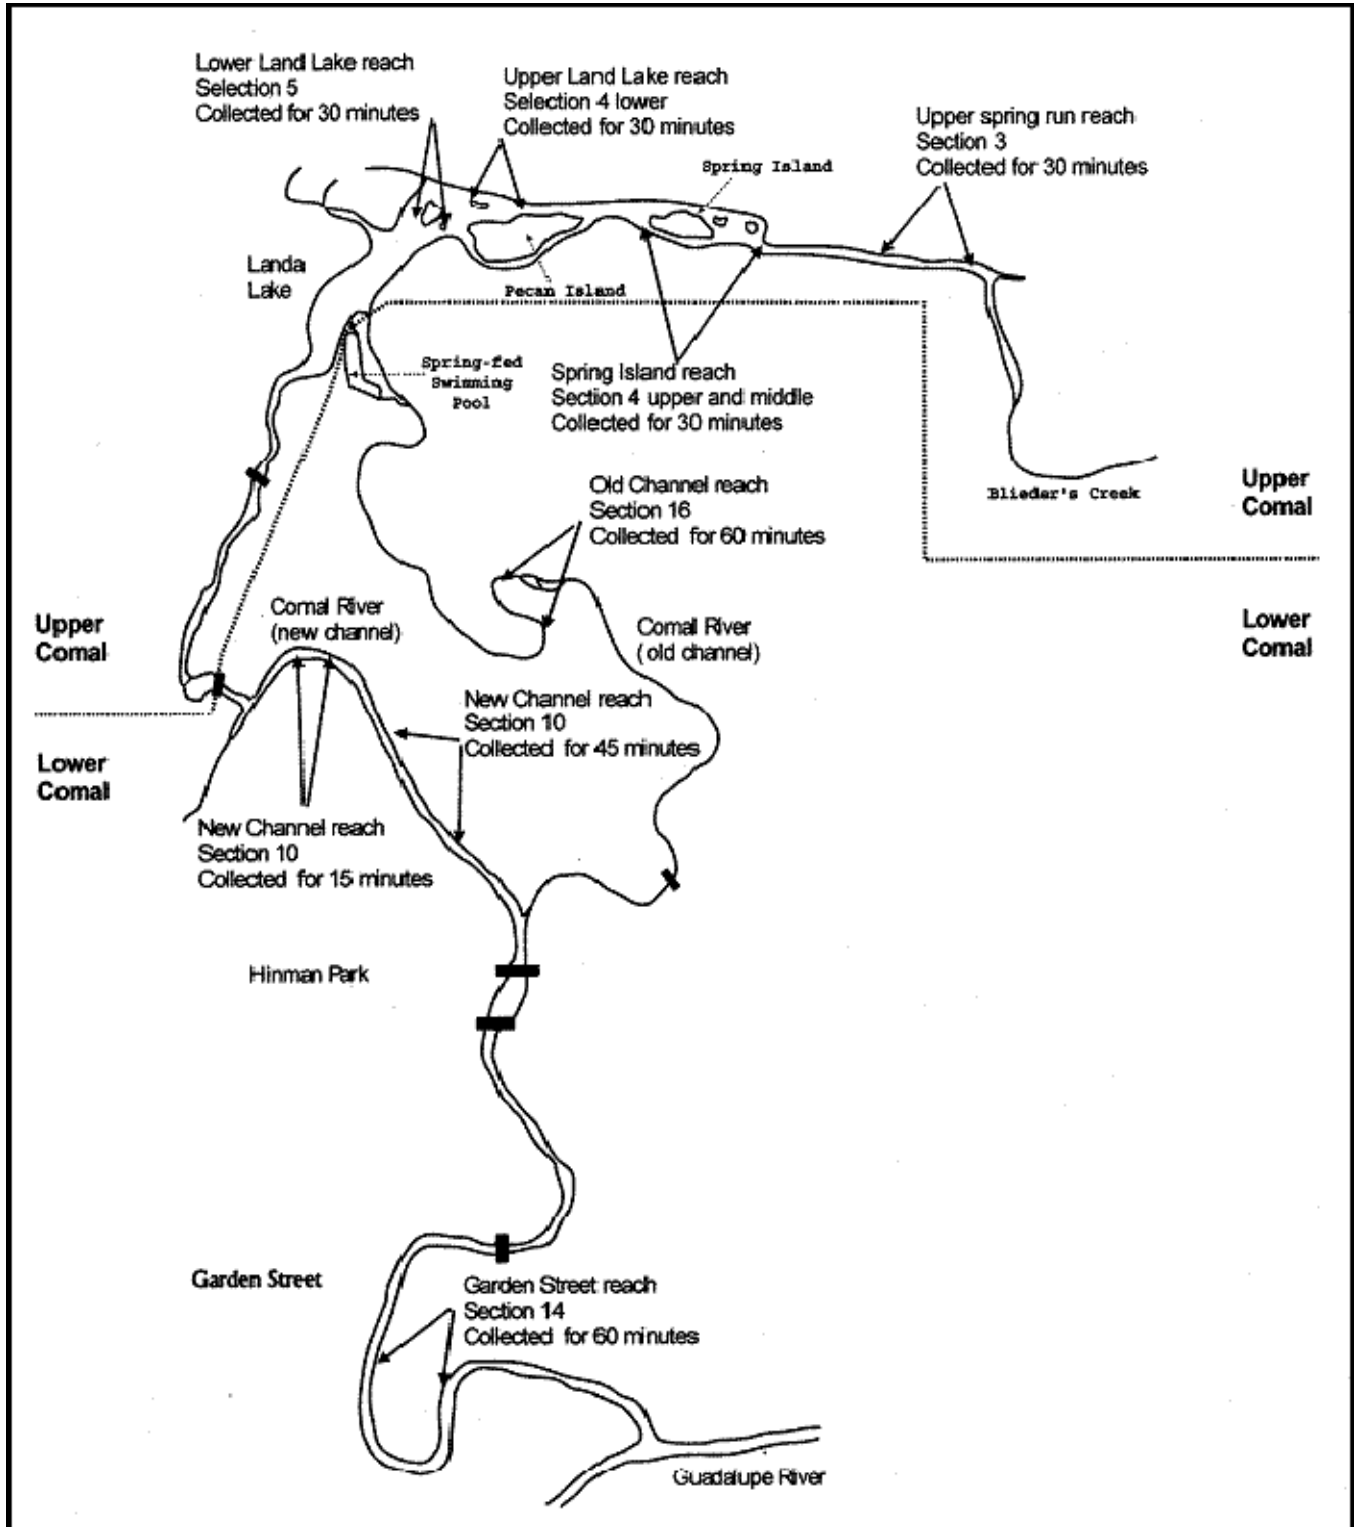 Lower Land Lake reach
Selection 5
Collected for 30 minutes
Upper Land Lake reach
Selection 4 lower
Collected for 30 minutes
Upper spring run reach
Section 3
Collected for 30 minutes
Spring Island
Landa
Lake
Pecan Island
Spring-fed
Swimming
Pool
Spring Island reach
Section 4 upper and middle
Collected for 30 minutes
Old Channel reach
Section 16
Collected for 60 minutes
Blieder's Creek
Upper
Comal
Lower
Comal
Upper
Comal
Comal River
(new channel)
Comal River
(old channel)
New Channel reach
Section 10
Collected for 45 minutes
Lower
Comal
New Channel reach
Section 10
Collected for 15 minutes
Hinman Park
Garden Street
Garden Street reach
Section 14
Collected for 60 minutes
Guadalupe River